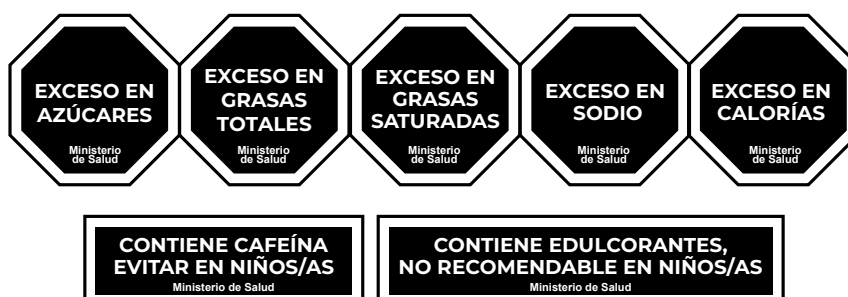 EXCESO EN
AZÚCARES
Ministerio
de Salud
EXCESO EN
GRASAS
TOTALES
Ministerio
de Salud
EXCESO EN
GRASAS
SATURADAS
Ministerio
de Salud
EXCESO EN
SODIO
Ministerio
de Salud
EXCESO EN
CALORÍAS
Ministerio
de Salud
CONTIENE CAFEÍNA
EVITAR EN NIÑOS/AS
Ministerio de Salud
CONTIENE EDULCORANTES,
NO RECOMENDABLE EN NIÑOS/AS
Ministerio de Salud